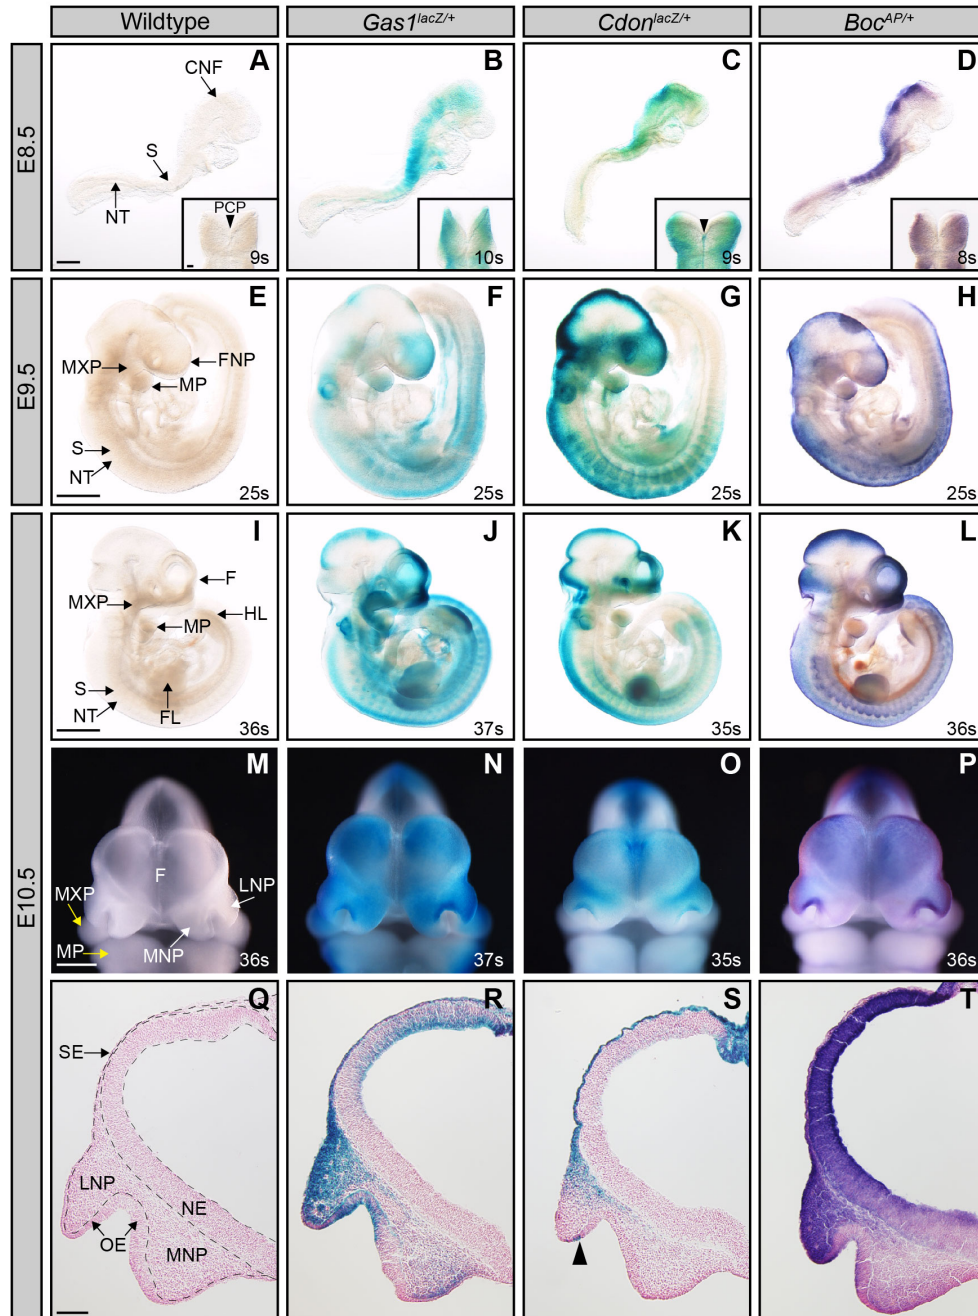 Wildtype
Gas1lacZ/+
Cdonlac​Z/+
BocAP/+
E8.5
A
CNF
S
NT
PCP
9s
B
10s
C
9s
D
8s
E9.5
E
MXP
FNP
MP
S
NT
25s
F
25s
G
25s
H
25s
E10.5
I
F
MXP
HL
MP
S
NT
FL
36s
J
37s
K
35s
L
36s
M
F
MXP
LNP
MP
MNP
36s
N
37s
O
35s
P
36s
Q
SE
LNP
NE
OE
MNP
R
S
T